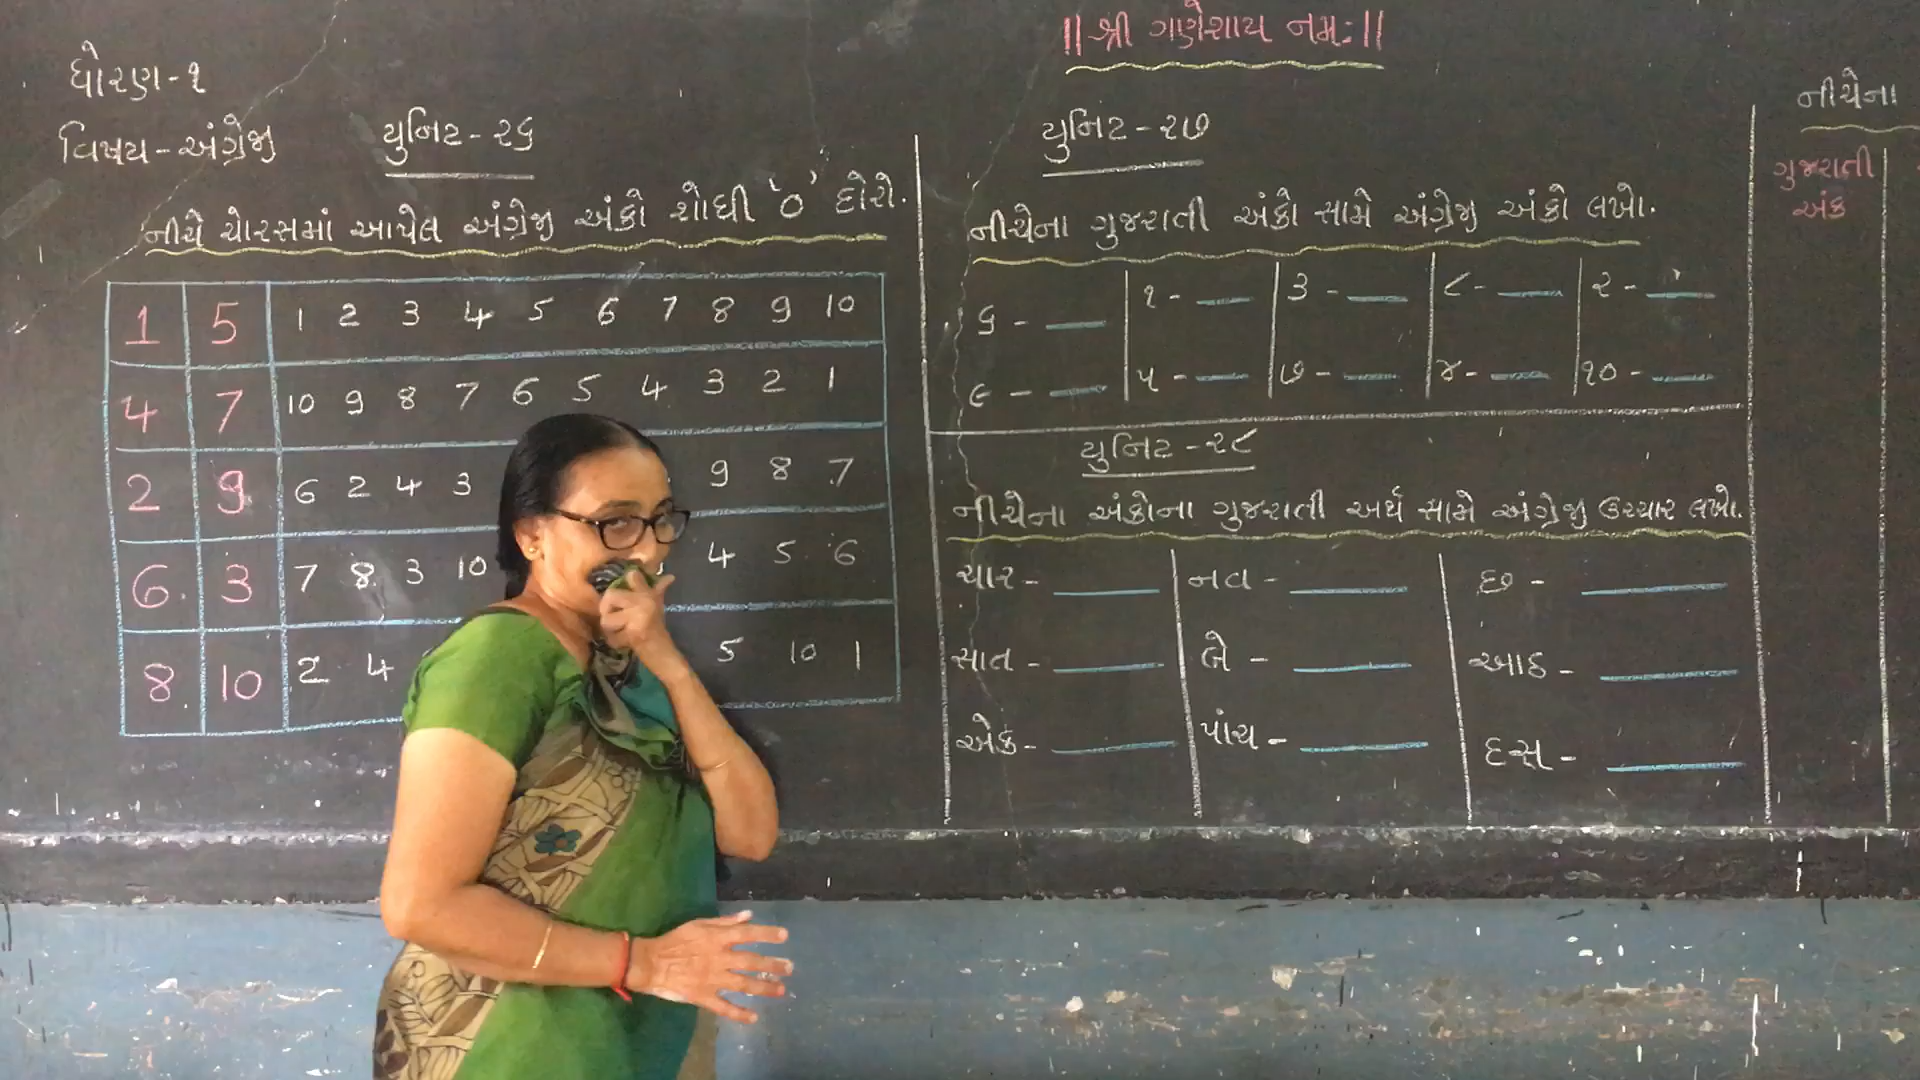 ॥ શ્રી ગણેશાય નમઃ ॥
ધોરણ-૧
વિષય-અંગ્રેજી
યુનિટ-૨૬
નીચે ચોરસમાં આપેલ અંગ્રેજી અંકો શોધી '૦' દોરો.
1 5 1 2 3 4 5 6 7 8 9 10
4 7 10 9 8 7 6 5 4 3 2 1
2 9 6 2 4 3 9 8 7
6 3 7 8 3 10 4 5 6
8 10 2 4 5 10 1
યુનિટ-૨૭
નીચેના ગુજરાતી અંકો સામે અંગ્રેજી અંકો લખો.
૬ - ૧ - ૩ - ૮ - ૨ -
૯ - ૫ - ૭ - ૪ - ૧૦ -
યુનિટ-૨૮
નીચેના અંકોના ગુજરાતી અર્થ સામે અંગ્રેજી ઉચ્ચાર લખો.
ચાર - નવ - છ -
સાત - બે - આઠ -
એક - પાંચ - દસ -
નીચેના
ગુજરાતી
અંક